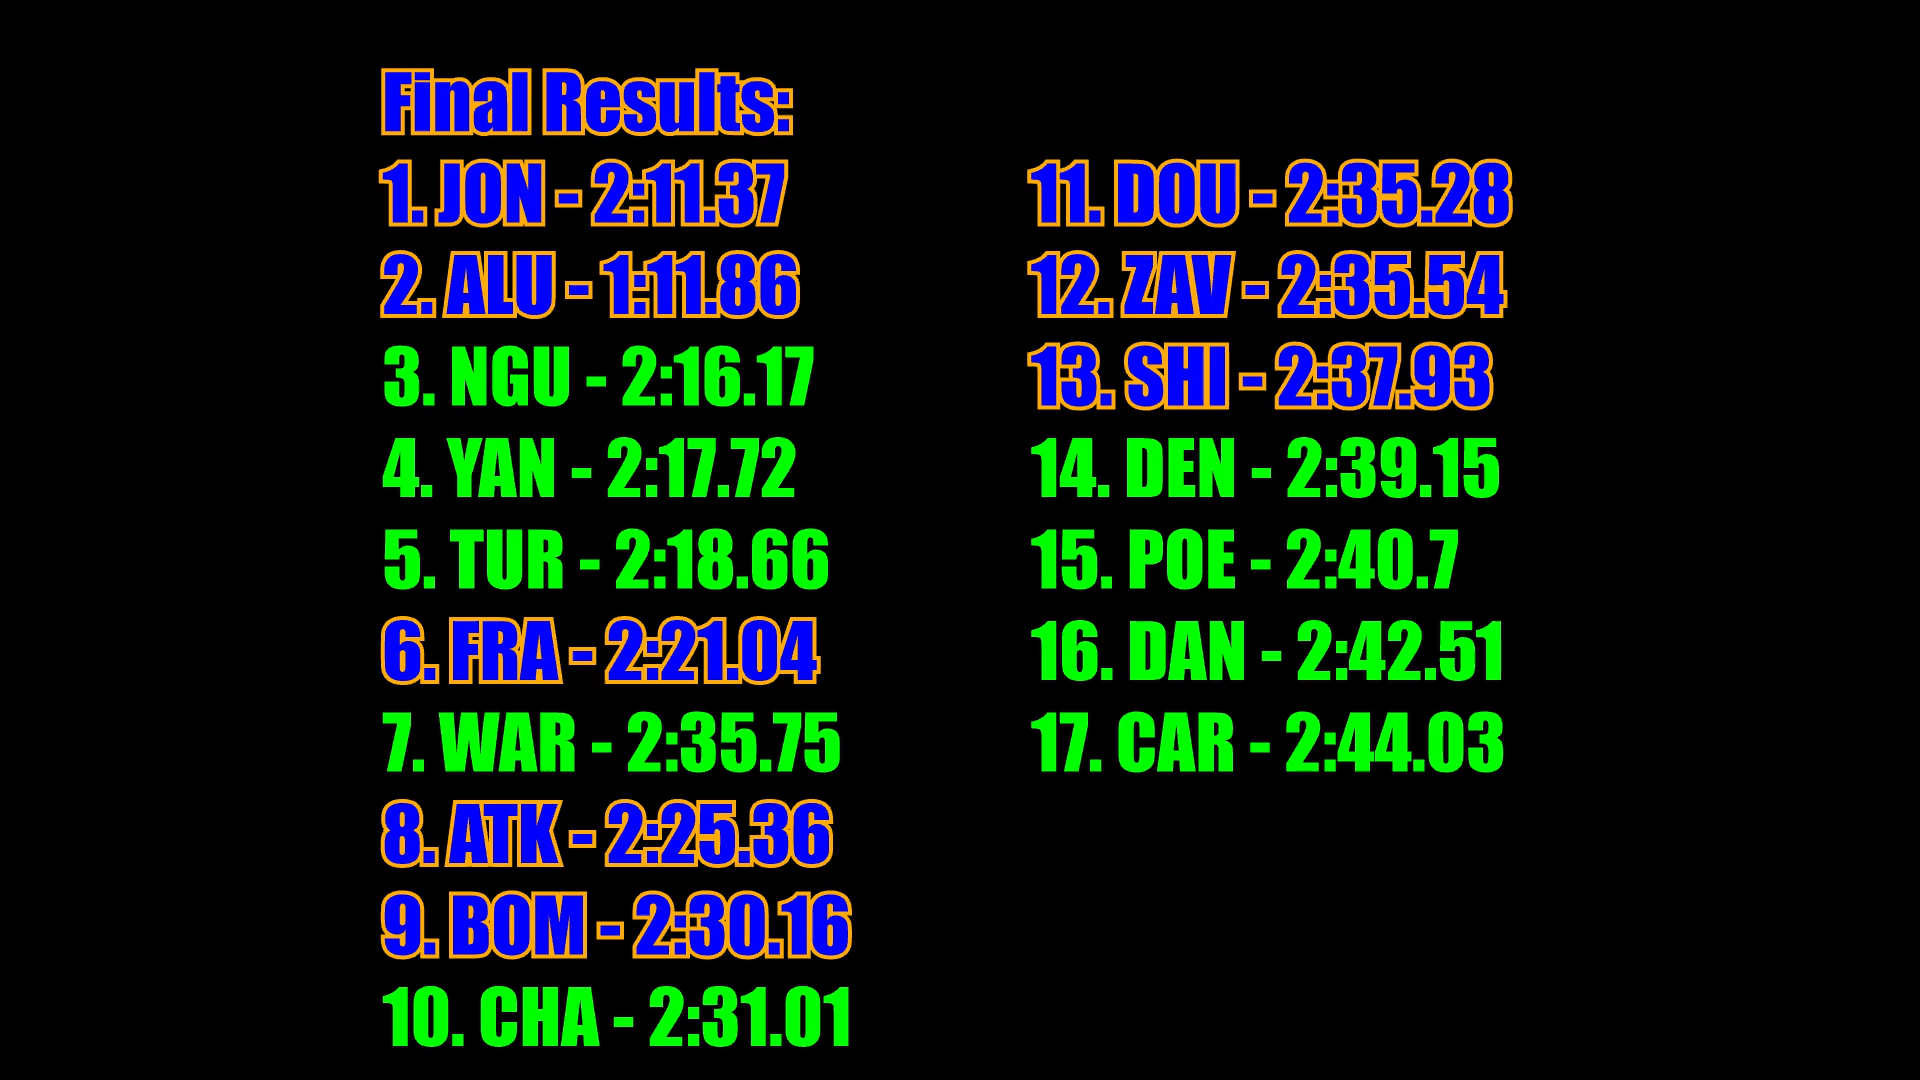 Final Results:
1. JON - 2:11.37
2. ALU - 1:11.86
3. NGU - 2:16.17
4. YAN - 2:17.72
5. TUR - 2:18.66
6. FRA - 2:21.04
7. WAR - 2:35.75
8. ATK - 2:25.36
9. BOM - 2:30.16
10. CHA - 2:31.01
11. DOU - 2:35.28
12. ZAV - 2:35.54
13. SHI - 2:37.93
14. DEN - 2:39.15
15. POE - 2:40.7
16. DAN - 2:42.51
17. CAR - 2:44.03